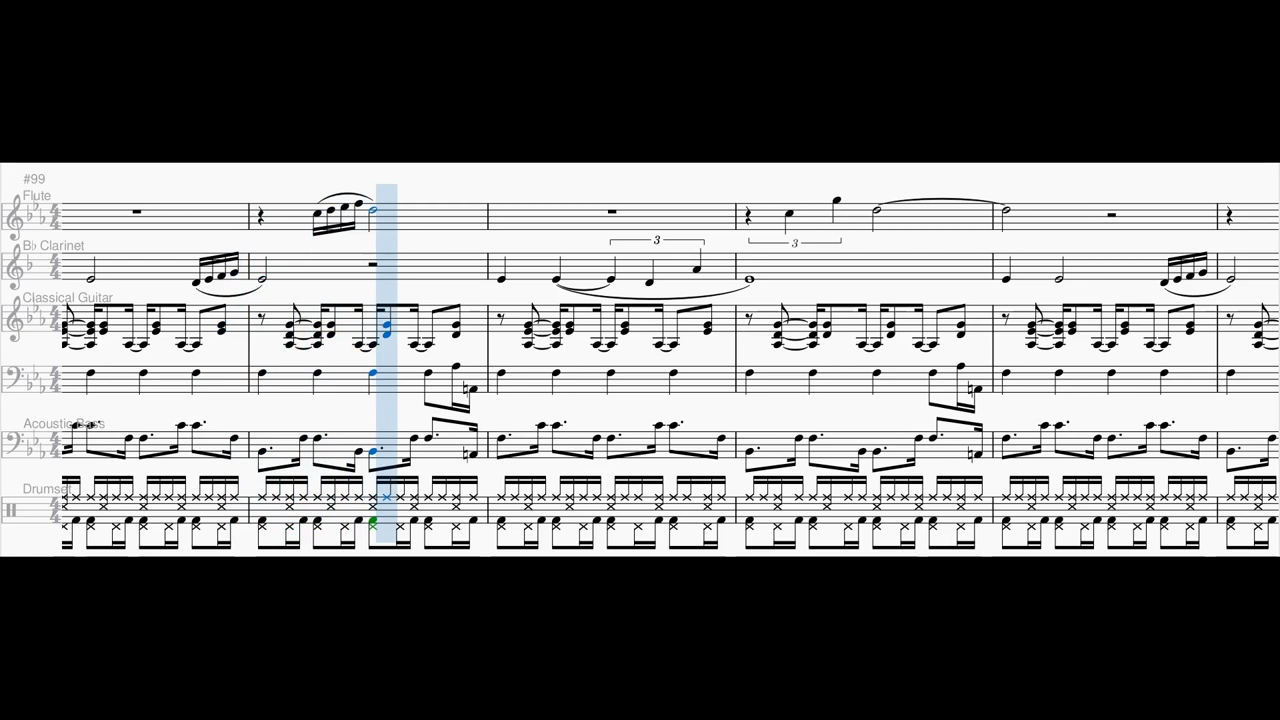 #99
Flute
B♭ Clarinet
3
3
Classical Guitar
Acoustic Bass
Drumset